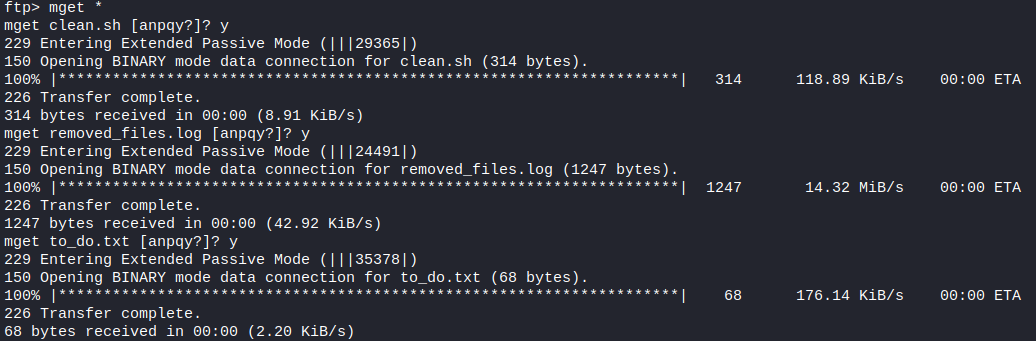 ftp> mget *
mget clean.sh [anpqy?]? y
229 Entering Extended Passive Mode (|||29365|)
150 Opening BINARY mode data connection for clean.sh (314 bytes).
100% |*********************************************************************|   314      118.89 KiB/s    00:00 ETA
226 Transfer complete.
314 bytes received in 00:00 (8.91 KiB/s)
mget removed_files.log [anpqy?]? y
229 Entering Extended Passive Mode (|||24491|)
150 Opening BINARY mode data connection for removed_files.log (1247 bytes).
100% |*********************************************************************|  1247       14.32 MiB/s    00:00 ETA
226 Transfer complete.
1247 bytes received in 00:00 (42.92 KiB/s)
mget to_do.txt [anpqy?]? y
229 Entering Extended Passive Mode (|||35378|)
150 Opening BINARY mode data connection for to_do.txt (68 bytes).
100% |*********************************************************************|    68      176.14 KiB/s    00:00 ETA
226 Transfer complete.
68 bytes received in 00:00 (2.20 KiB/s)